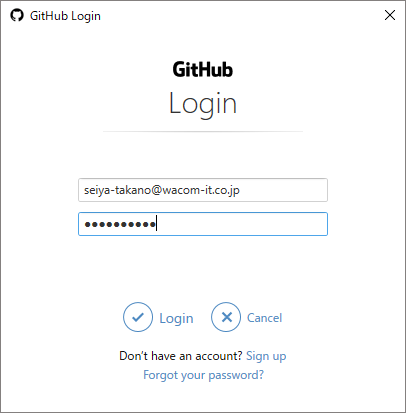 GitHub Login
GitHub
Login
seiya-takano@wacom-it.co.jp
●●●●●●●●●●
Login
Cancel
Don't have an account? Sign up
Forgot your password?